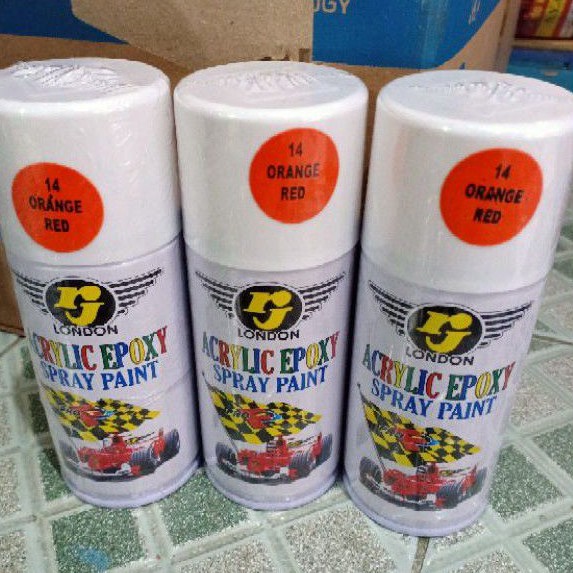 OGY
14
ORANGE
RED
rj
LONDON
ACRYLIC EPOXY
SPRAY PAINT
14
ORANGE
RED
rj
LONDON
ACRYLIC EPOXY
SPRAY PAINT
14
ORANGE
RED
rj
LONDON
ACRYLIC EPOXY
SPRAY PAINT